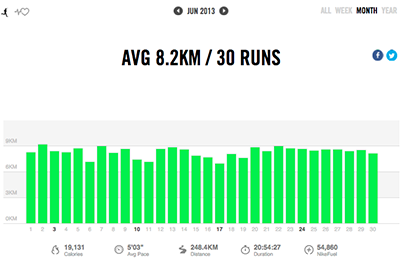 JUN 2013
ALL WEEK MONTH YEAR
AVG 8.2KM / 30 RUNS
9KM
6KM
3KM
0KM
1 2 3 4 5 6 7 8 9 10 11 12 13 14 15 16 17 18 19 20 21 22 23 24 25 26 27 28 29 30
19,131 5'03" 248.4KM 20:54:27 54,860
Calories Avg Pace Distance Duration NikeFuel